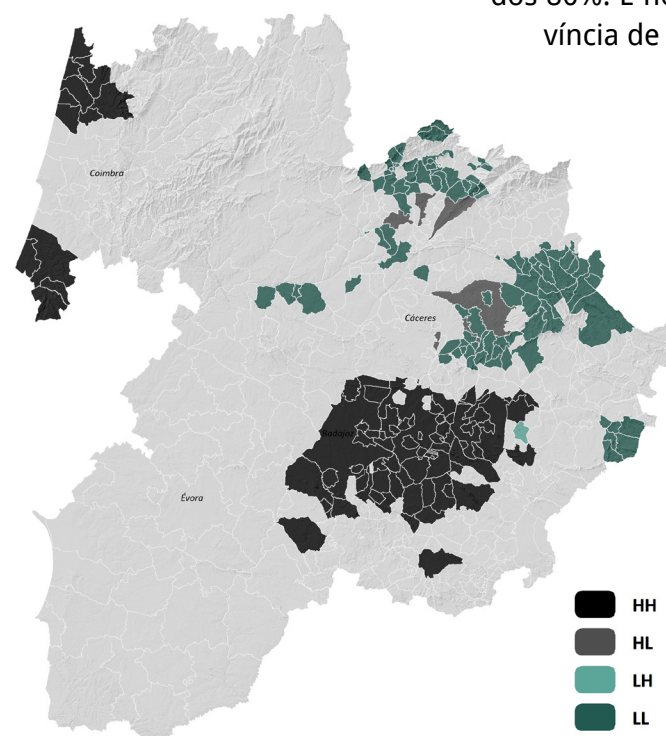 dos 80%. E no
víncia de
Coimbra
Cáceres
Badajoz
Évora
HH
HL
LH
LL